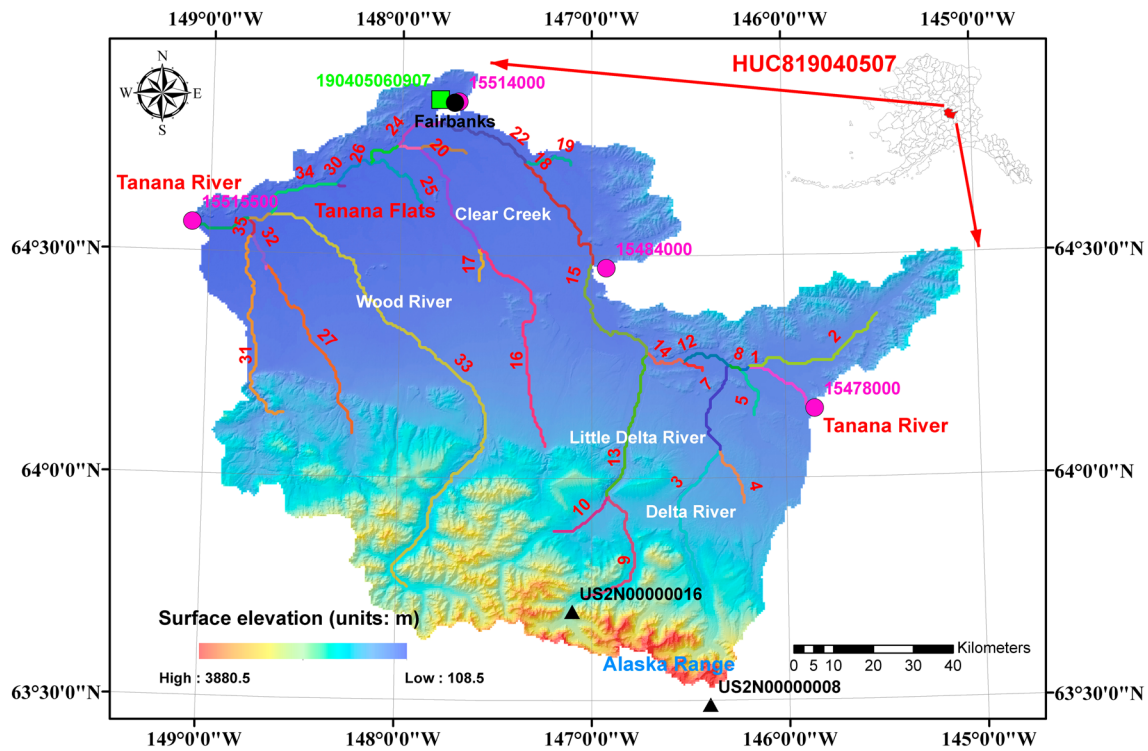 149°0'0"W 148°0'0"W 147°0'0"W 146°0'0"W 145°0'0"W
N
W E
S
HUC819040507
190405060907
15514000
Fairbanks
24
22
19
18
20
26
30
34
25
Tanana River
15515500
Tanana Flats
Clear Creek
35
32
17
15484000
15
64°30'0"N
64°30'0"N
Wood River
2
27
31
33
16
14
12
8
1
7
5
15478000
Tanana River
Little Delta River
13
64°0'0"N
64°0'0"N
3
4
Delta River
10
9
US2N00000016
Surface elevation (units: m)
High : 3880.5
Low : 108.5
Alaska Range
US2N00000008
Kilometers
0 5 10 20 30 40
63°30'0"N
63°30'0"N
149°0'0"W 148°0'0"W 147°0'0"W 146°0'0"W 145°0'0"W